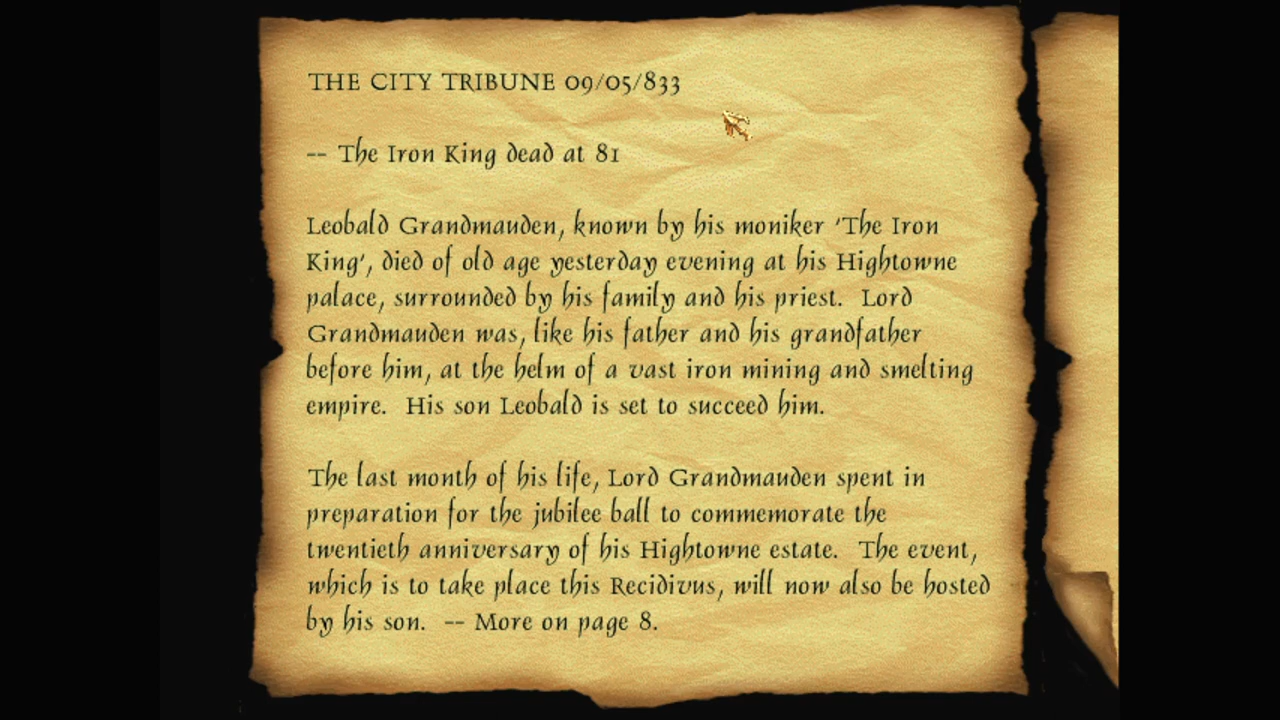 THE CITY TRIBUNE 09/05/833
-- The Iron King dead at 81
Leobald Grandmauden, known by his moniker 'The Iron
King', died of old age yesterday evening at his Hightowne
palace, surrounded by his family and his priest.  Lord
Grandmauden was, like his father and his grandfather
before him, at the helm of a vast iron mining and smelting
empire.  His son Leobald is set to succeed him.
The last month of his life, Lord Grandmauden spent in
preparation for the jubilee ball to commemorate the
twentieth anniversary of his Hightowne estate.  The event,
which is to take place this Recidivus, will now also be hosted
by his son.  -- More on page 8.